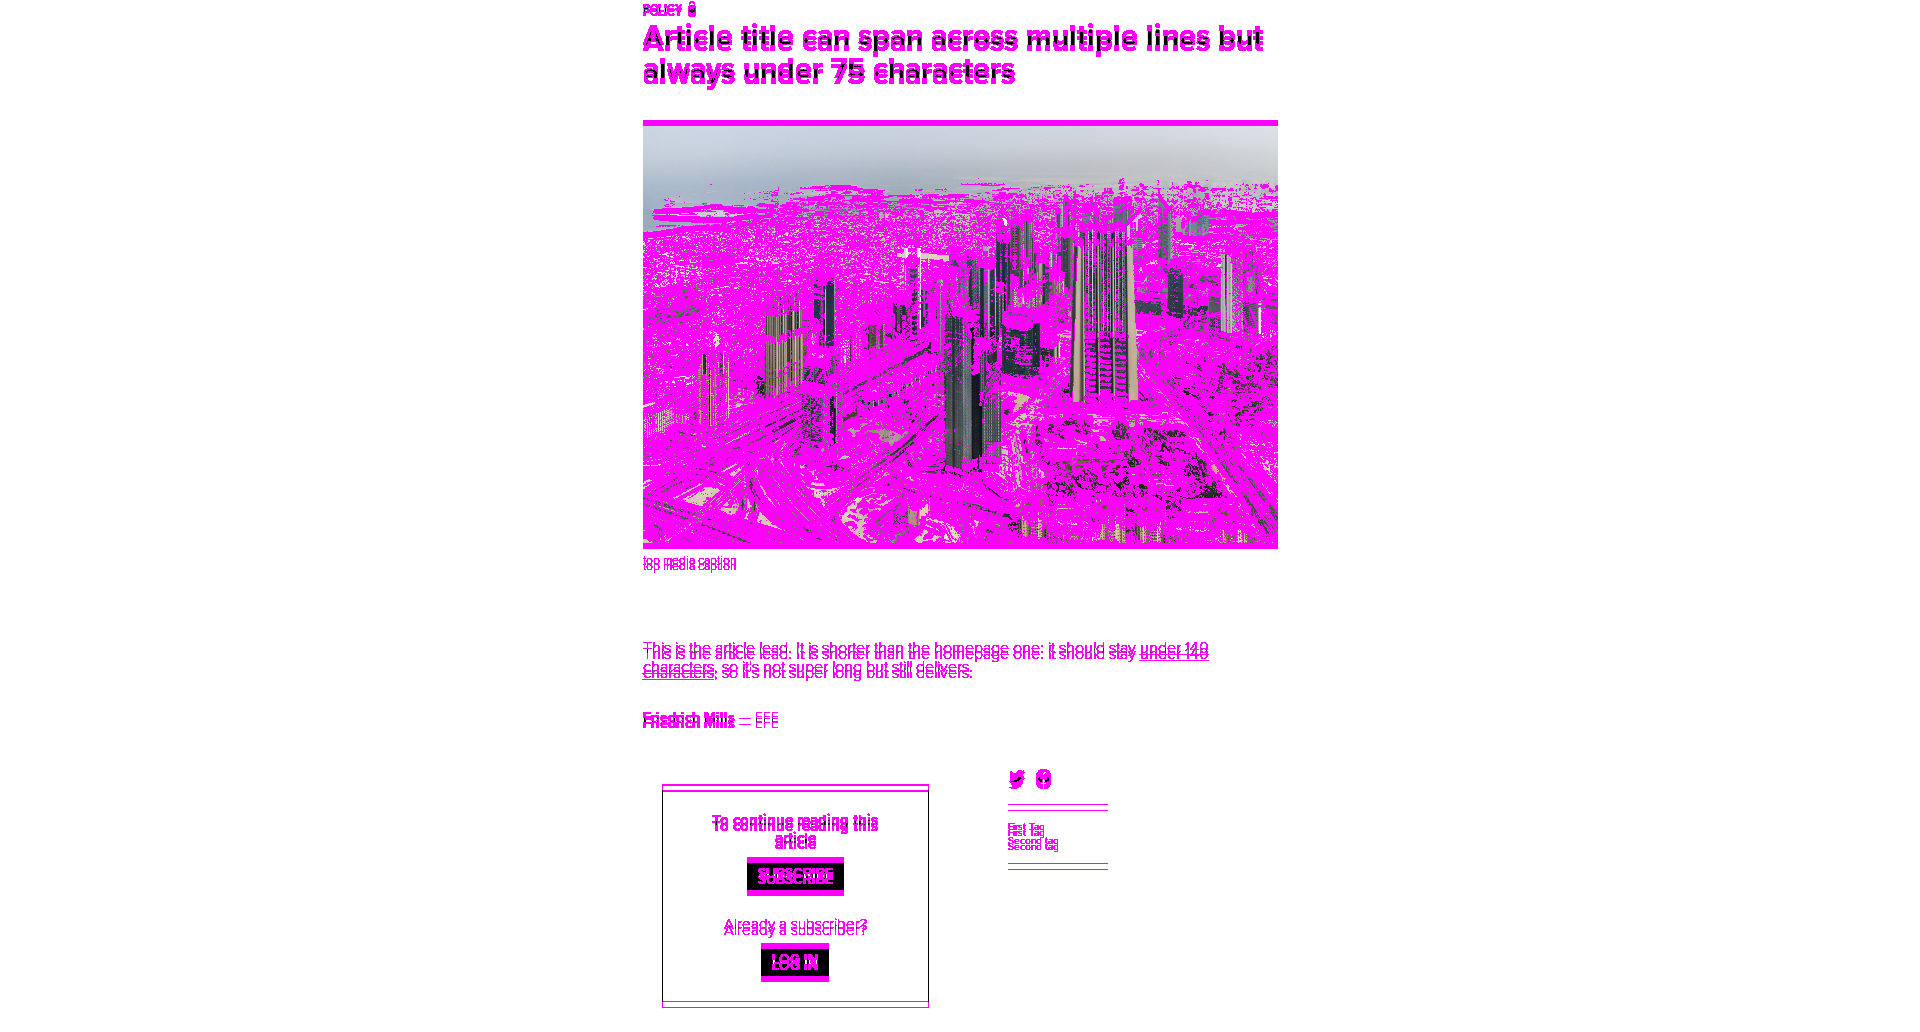 POLICY
Article title can span across multiple lines but
always under 75 characters
top media caption
This is the article lead. It is shorter than the homepage one: it should stay under 140
characters, so it's not super long but still delivers.
Friedrich Mills — EFE
To continue reading this
article
SUBSCRIBE
Already a subscriber?
LOG IN
First Tag
Second tag